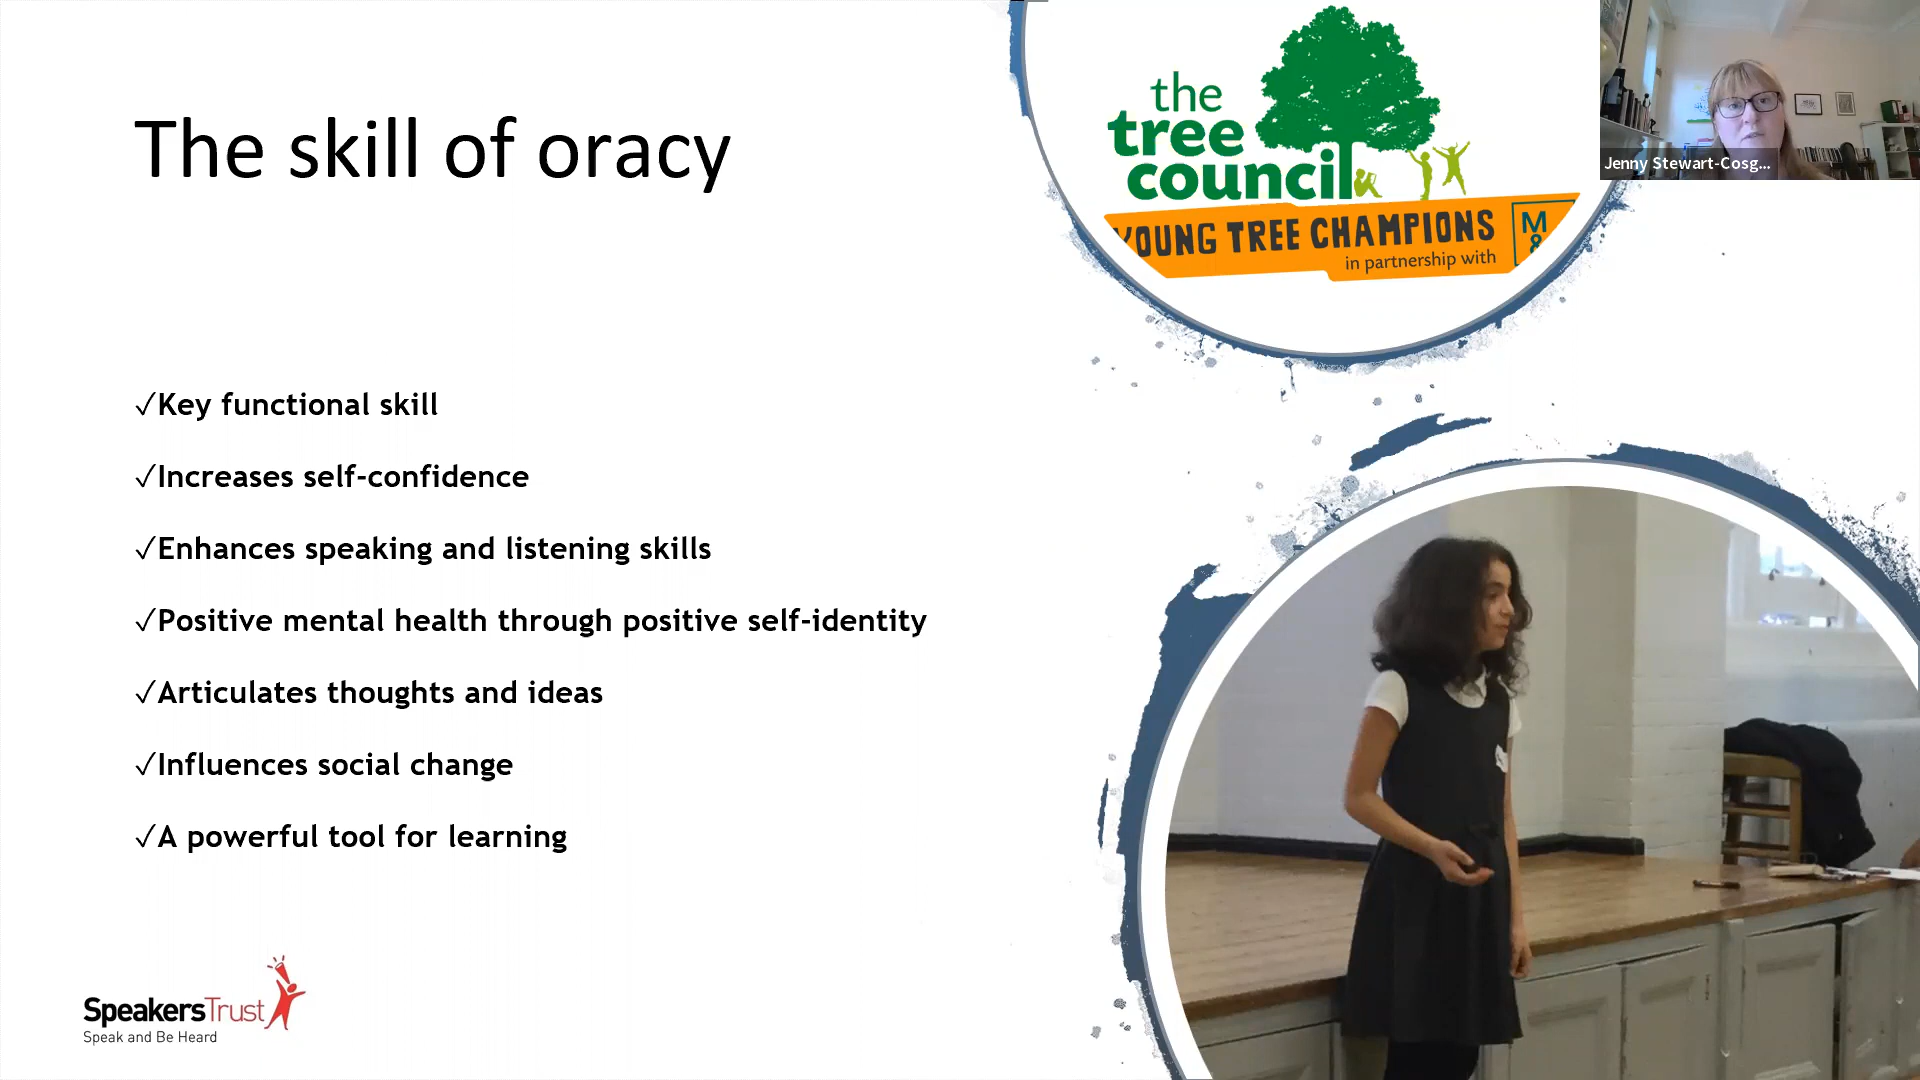 The skill of oracy
✓Key functional skill
✓Increases self-confidence
✓Enhances speaking and listening skills
✓Positive mental health through positive self-identity
✓Articulates thoughts and ideas
✓Influences social change
✓A powerful tool for learning
SpeakersTrust
Speak and Be Heard
the
tree
council
YOUNG TREE CHAMPIONS
in partnership with
M
&
Jenny Stewart-Cosg...